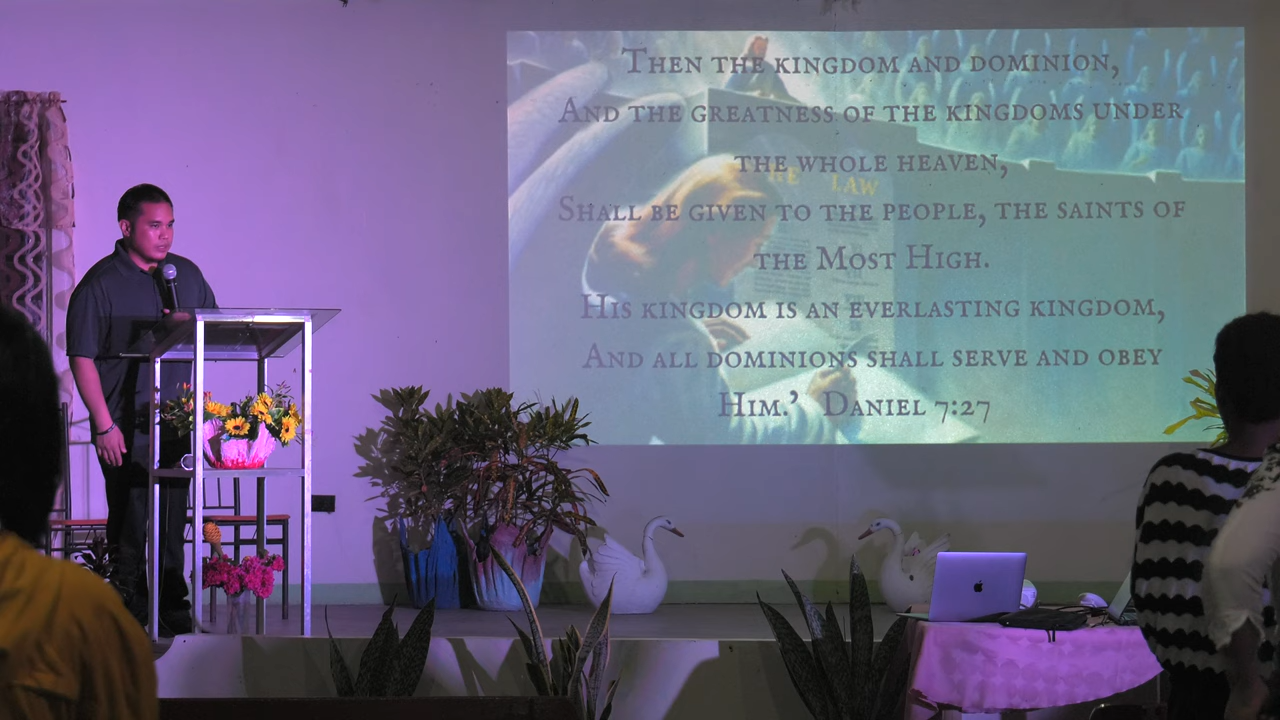 Then the kingdom and dominion,
And the greatness of the kingdoms under
the whole heaven,
Shall be given to the people, the saints of
the Most High.
His kingdom is an everlasting kingdom,
And all dominions shall serve and obey
Him.’ Daniel 7:27
LAW